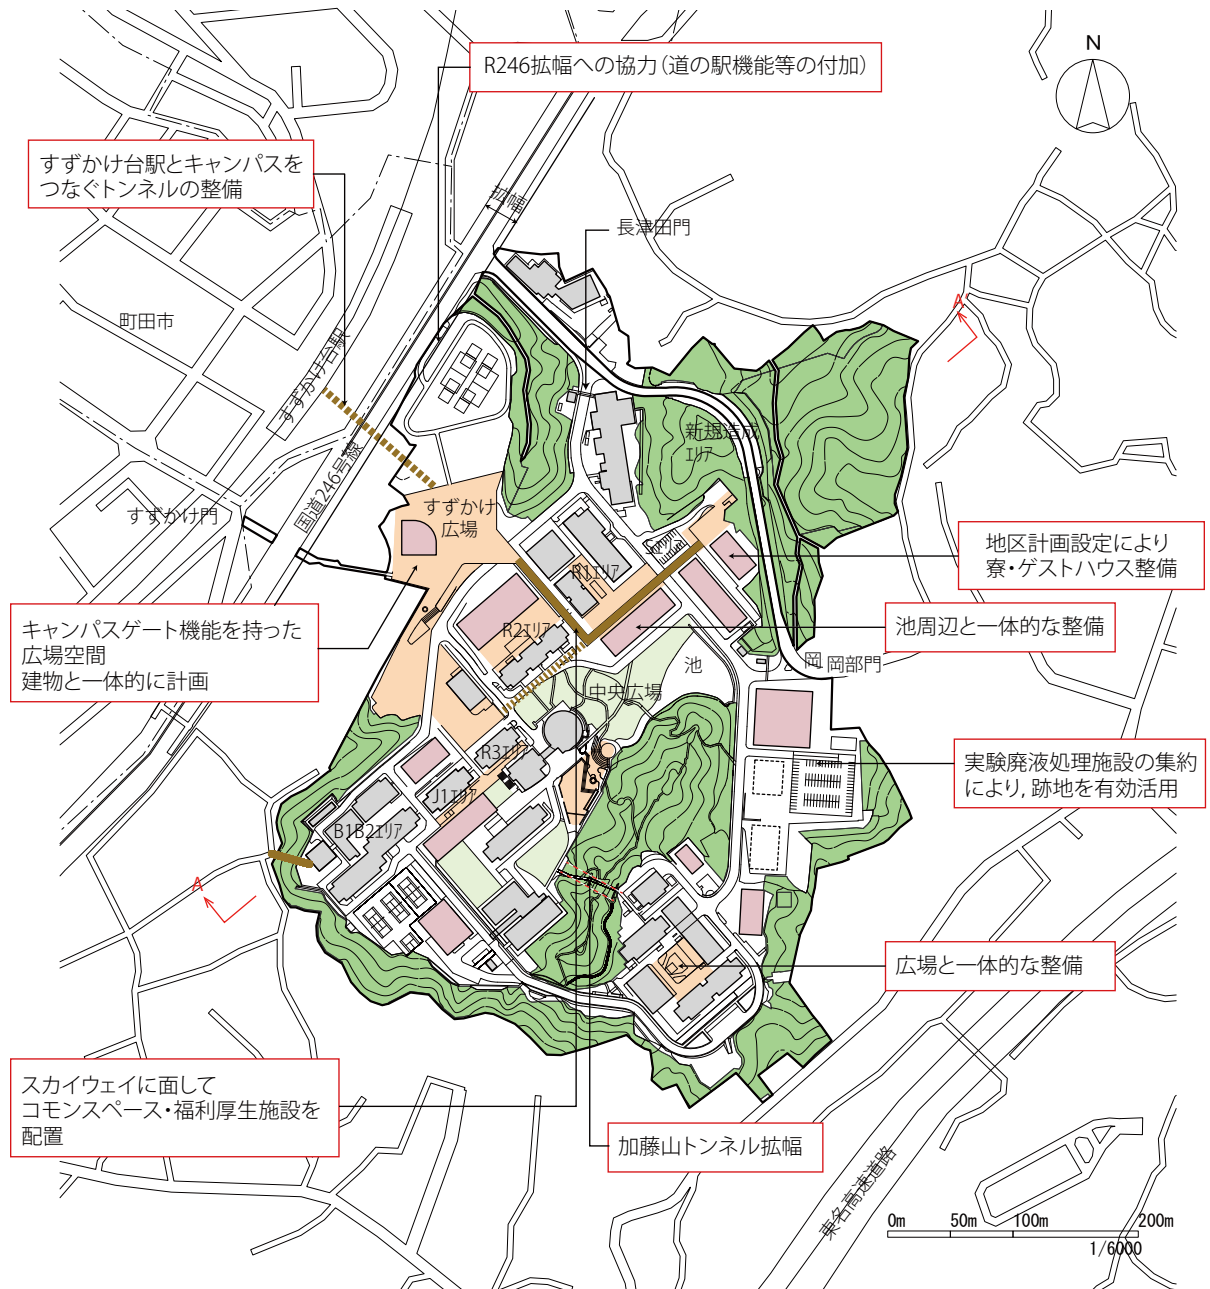 R246拡幅への協力（道の駅機能等の付加）
N
すずかけ台駅とキャンパスを
つなぐトンネルの整備
拡幅
長津田門
A'
町田市
すずかけ台駅
国道246号線
新規造成
エリア
すずかけ門
すずかけ
広場
地区計画設定により
寮・ゲストハウス整備
R1エリア
キャンパスゲート機能を持った
広場空間
建物と一体的に計画
R2エリア
池周辺と一体的な整備
池
岡
岡部門
中央広場
R3エリア
実験廃液処理施設の集約
により，跡地を有効活用
J1エリア
B1B2エリア
A
広場と一体的な整備
スカイウェイに面して
コモンスペース・福利厚生施設を
配置
加藤山トンネル拡幅
東名高速道路
0m 50m 100m 200m
1/6000